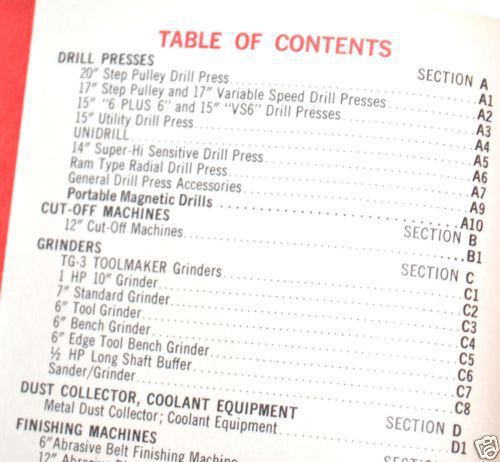 TABLE OF CONTENTS
DRILL PRESSES SECTION A
20" Step Pulley Drill Press A1
17" Step Pulley and 17" Variable Speed Drill Presses A2
15" "6 PLUS 6" and 15" "VS6" Drill Presses A3
15" Utility Drill Press A4
UNIDRILL A5
14" Super-Hi Sensitive Drill Press A6
Ram Type Radial Drill Press A7
General Drill Press Accessories A9
Portable Magnetic Drills A10
CUT-OFF MACHINES SECTION B
12" Cut-Off Machines B1
GRINDERS SECTION C
TG-3 TOOLMAKER Grinders C1
1 HP 10" Grinder C2
7" Standard Grinder C3
6" Tool Grinder C4
6" Bench Grinder C5
6" Edge Tool Bench Grinder C6
½ HP Long Shaft Buffer C7
Sander/Grinder C8
DUST COLLECTOR, COOLANT EQUIPMENT SECTION D
Metal Dust Collector; Coolant Equipment D1
FINISHING MACHINES
6" Abrasive Belt Finishing Machine
12"